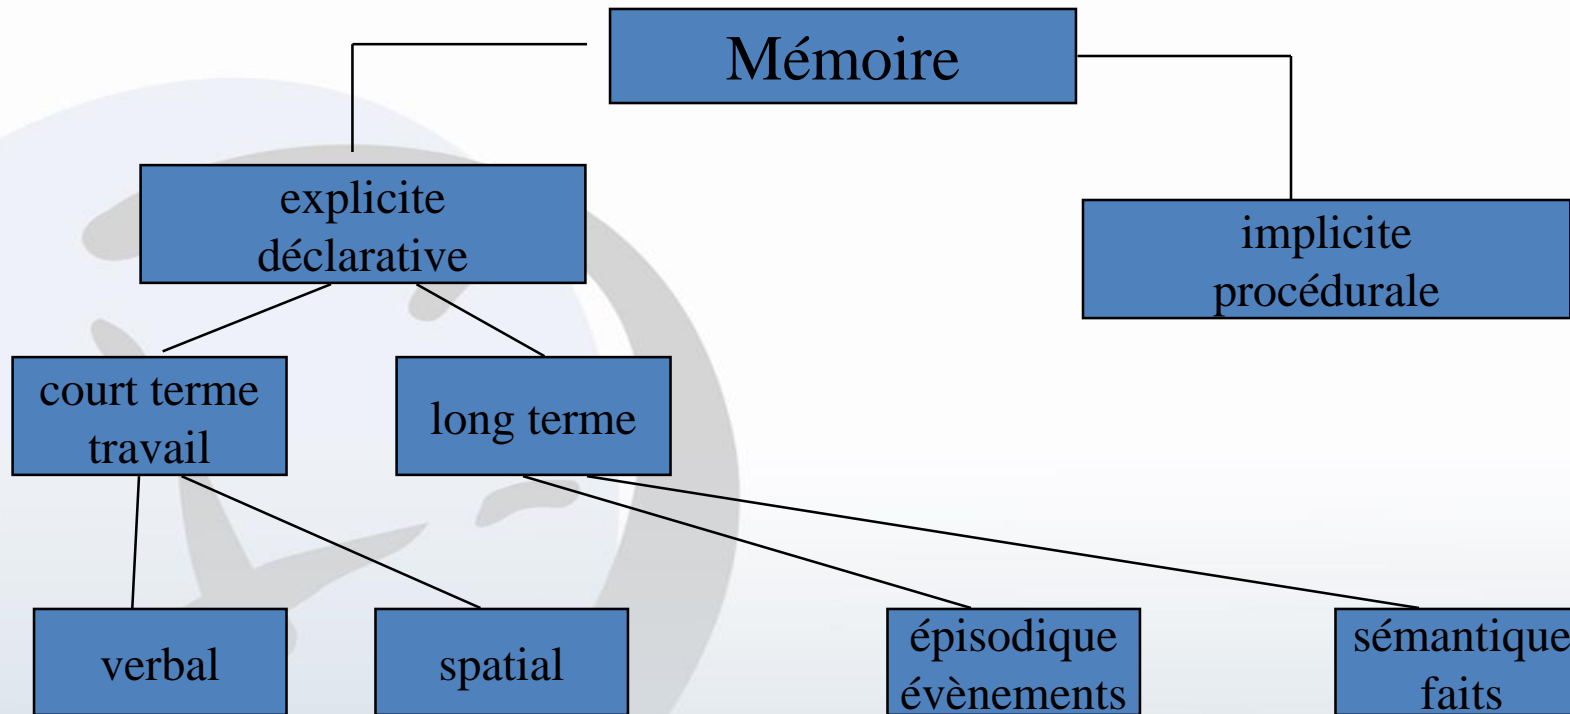 Mémoire
explicite
déclarative
implicite
procédurale
court terme
travail
long terme
verbal
spatial
épisodique
évènements
sémantique
faits